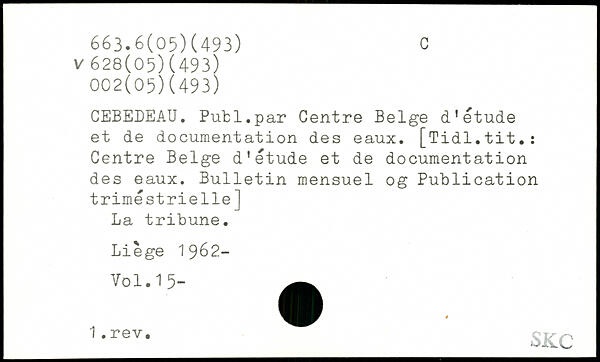 663.6(05)(493) C
v 628(05)(493)
002(05)(493)
CEBEDEAU. Publ.par Centre Belge d'étude
et de documentation des eaux. [Tidl.tit.:
Centre Belge d'étude et de documentation
des eaux. Bulletin mensuel og Publication
triméstrielle]
La tribune.
Liège 1962-
Vol.15-
1.rev.
SKC